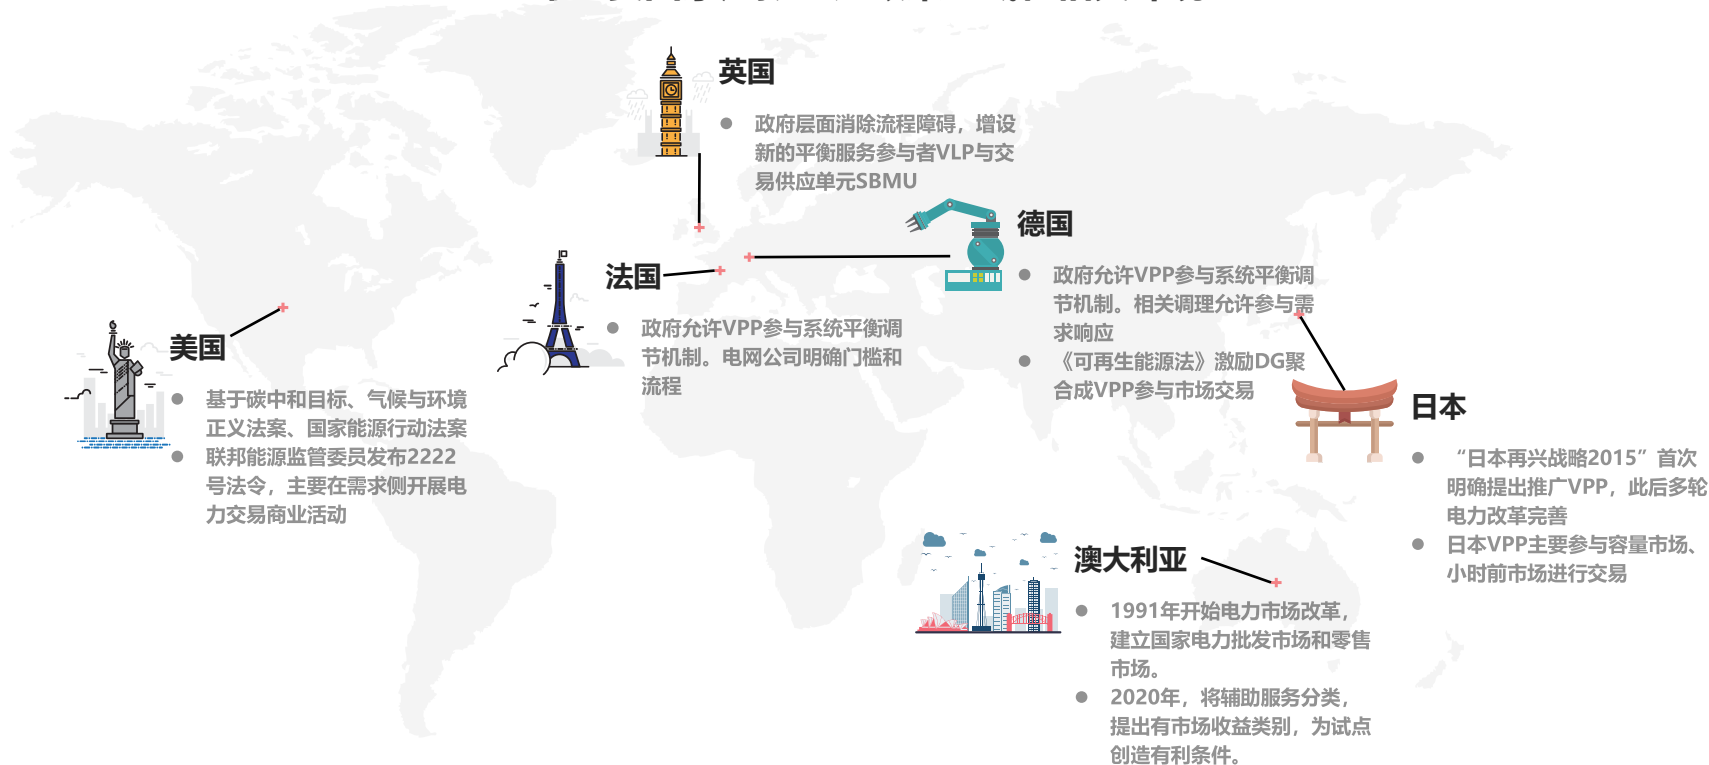 英国
政府层面消除流程障碍，增设
新的平衡服务参与者VLP与交
易供应单元SBMU
德国
政府允许VPP参与系统平衡调
节机制。相关调理允许参与需
求响应
《可再生能源法》激励DG聚
合成VPP参与市场交易
法国
政府允许VPP参与系统平衡调
节机制。电网公司明确门槛和
流程
美国
基于碳中和目标、气候与环境
正义法案、国家能源行动法案
联邦能源监管委员发布2222
号法令，主要在需求侧开展电
力交易商业活动
日本
“日本再兴战略2015”首次
明确提出推广VPP，此后多轮
电力改革完善
日本VPP主要参与容量市场、
小时前市场进行交易
澳大利亚
1991年开始电力市场改革，
建立国家电力批发市场和零售
市场。
2020年，将辅助服务分类，
提出有市场收益类别，为试点
创造有利条件。